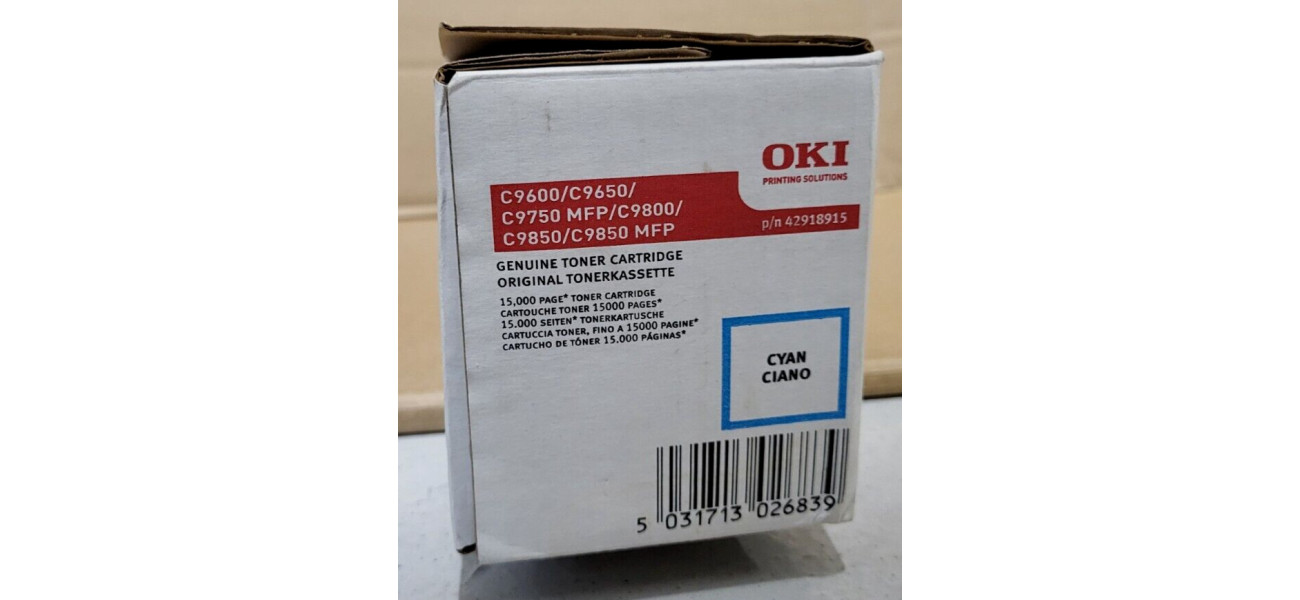 OKI
PRINTING SOLUTIONS
C9600/C9650/
C9750 MFP/C9800/
C9850/C9850 MFP
p/n 42918915
GENUINE TONER CARTRIDGE
ORIGINAL TONERKASSETTE
15,000 PAGE* TONER CARTRIDGE
CARTOUCHE TONER 15000 PAGES*
15.000 SEITEN* TONERKARTUSCHE
CARTUCCIA TONER, FINO A 15000 PAGINE*
CARTUCHO DE TÓNER 15.000 PÁGINAS*
CYAN
CIANO
5 031713 026839